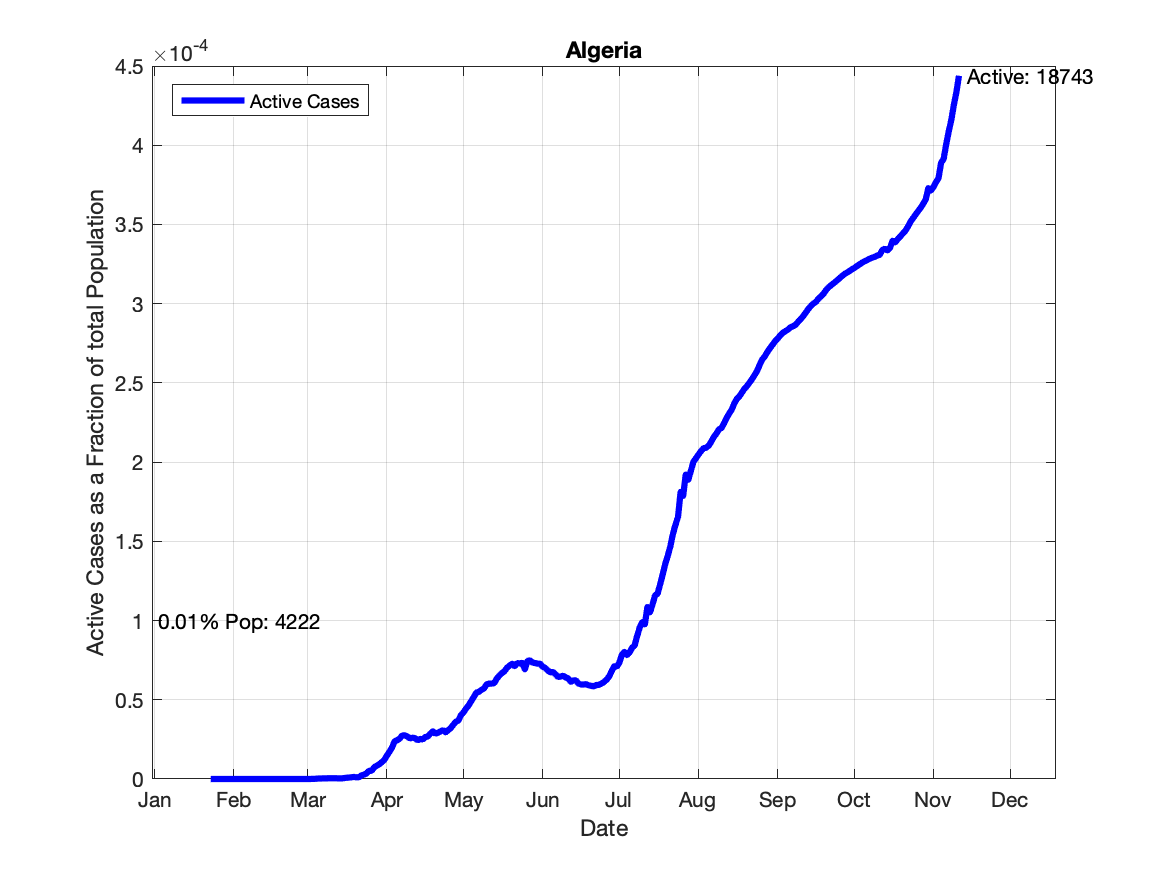 Algeria
×10-4
4.5
4
3.5
3
2.5
2
1.5
1
0.5
0
Active Cases as a Fraction of total Population
Active Cases
Active: 18743
0.01% Pop: 4222
Jan Feb Mar Apr May Jun Jul Aug Sep Oct Nov Dec
Date